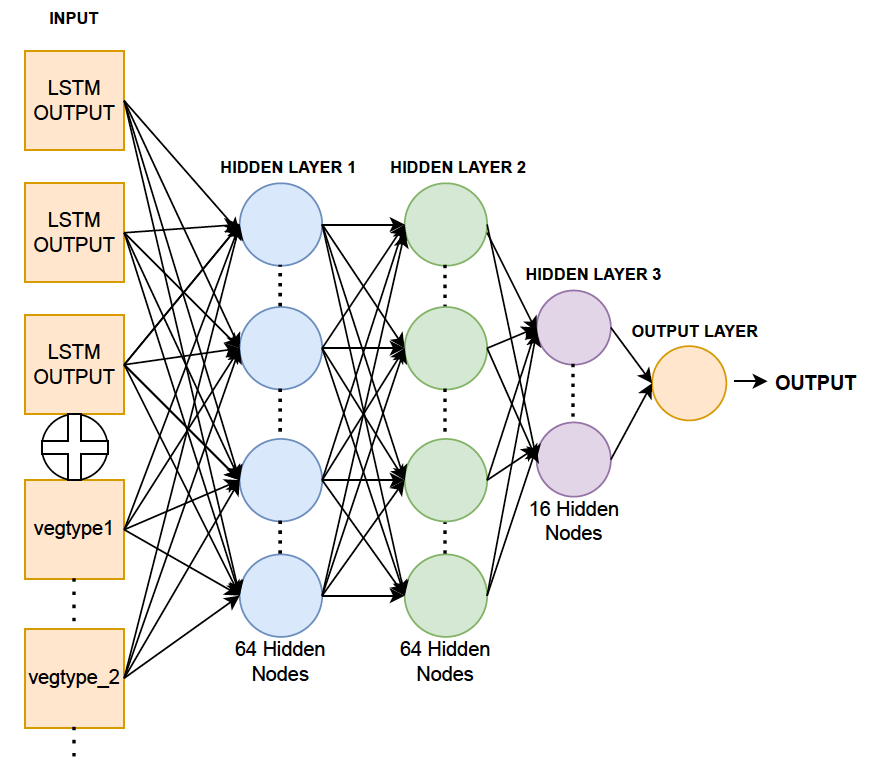 INPUT
LSTM
OUTPUT
LSTM
OUTPUT
LSTM
OUTPUT
vegtype1
vegtype_2
HIDDEN LAYER 1
64 Hidden
Nodes
HIDDEN LAYER 2
64 Hidden
Nodes
HIDDEN LAYER 3
16 Hidden
Nodes
OUTPUT LAYER
OUTPUT